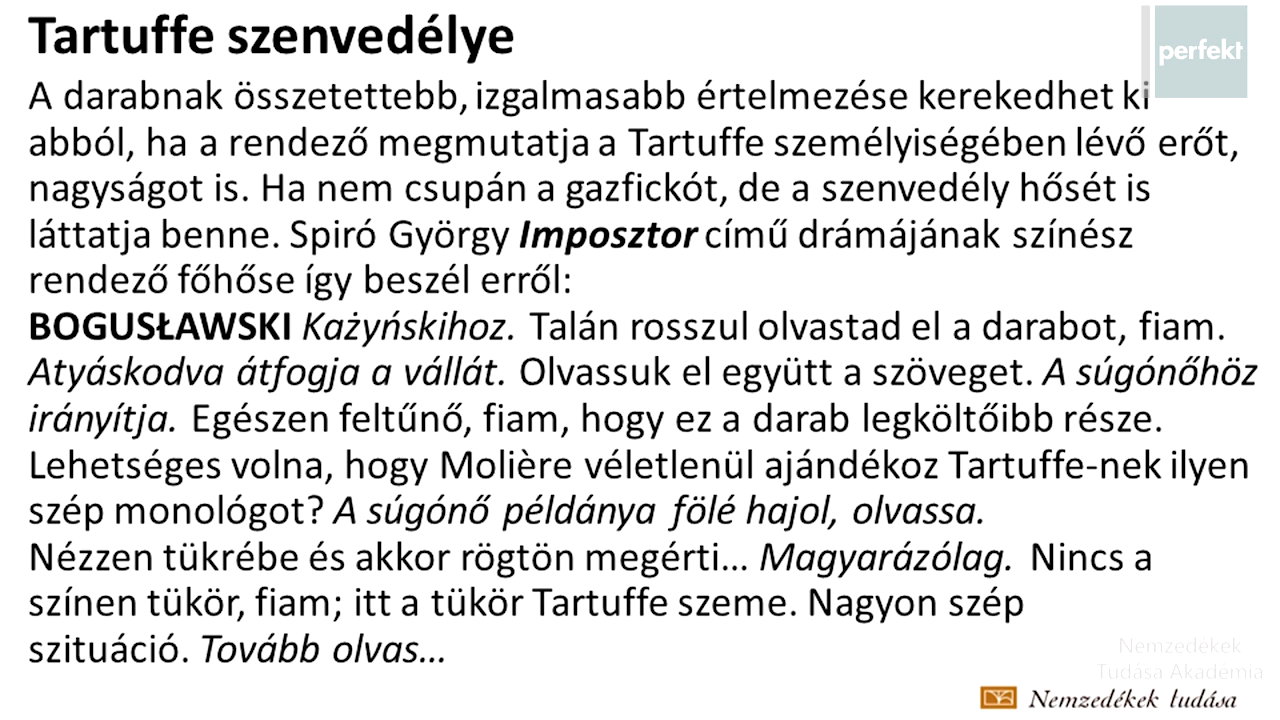 Tartuffe szenvedélye
perfekt
A darabnak összetettebb, izgalmasabb értelmezése kerekedhet ki
abból, ha a rendező megmutatja a Tartuffe személyiségében lévő erőt,
nagyságot is. Ha nem csupán a gazfickót, de a szenvedély hősét is
láttatja benne. Spiró György Imposztor című drámájának színész
rendező főhőse így beszél erről:
BOGUSŁAWSKI Każyńskihoz. Talán rosszul olvastad el a darabot, fiam.
Atyáskodva átfogja a vállát. Olvassuk el együtt a szöveget. A súgónőhöz
irányítja. Egészen feltűnő, fiam, hogy ez a darab legköltőibb része.
Lehetséges volna, hogy Molière véletlenül ajándékoz Tartuffe-nek ilyen
szép monológot? A súgónő példánya fölé hajol, olvassa.
Nézzen tükrébe és akkor rögtön megérti... Magyarázólag. Nincs a
színen tükör, fiam; itt a tükör Tartuffe szeme. Nagyon szép
szituáció. Tovább olvas...
Nemzedékek
Tudása Akadémia
Nemzedékek tudása